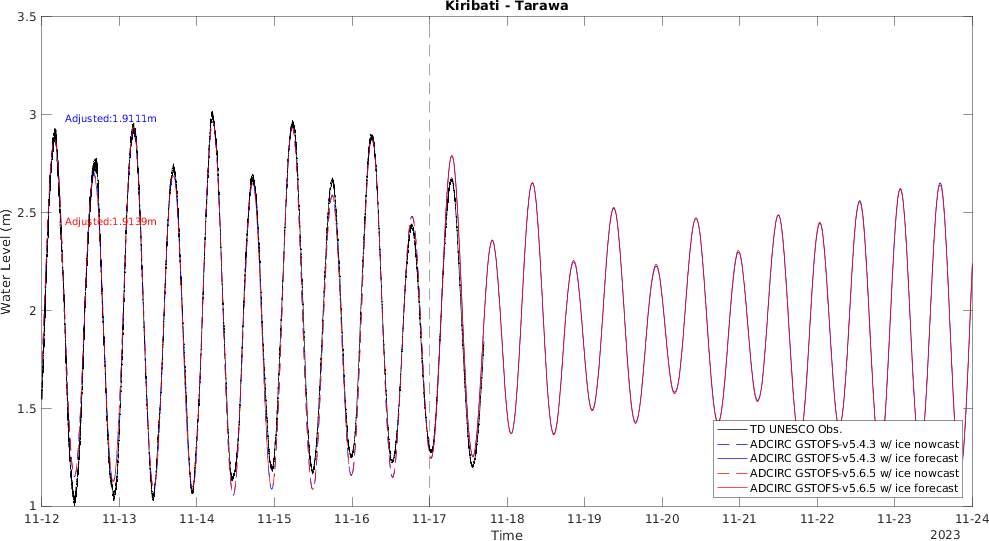 Kiribati - Tarawa
3.5
Adjusted:1.9111m
3
2.5
Adjusted:1.9139m
Water Level (m)
2
1.5
TD UNESCO Obs.
ADCIRC GSTOFS-v5.4.3 w/ ice nowcast
ADCIRC GSTOFS-v5.4.3 w/ ice forecast
ADCIRC GSTOFS-v5.6.5 w/ ice nowcast
ADCIRC GSTOFS-v5.6.5 w/ ice forecast
1
11-12 11-13 11-14 11-15 11-16 11-17 11-18 11-19 11-20 11-21 11-22 11-23 11-24
Time
2023